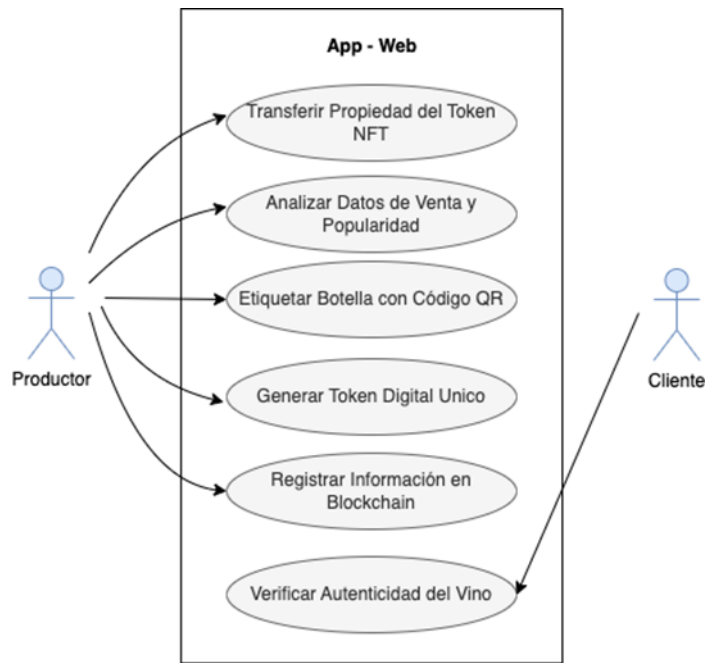 App - Web
Transferir Propiedad del Token
NFT
Analizar Datos de Venta y
Popularidad
Etiquetar Botella con Código QR
Productor
Cliente
Generar Token Digital Unico
Registrar Información en
Blockchain
Verificar Autenticidad del Vino